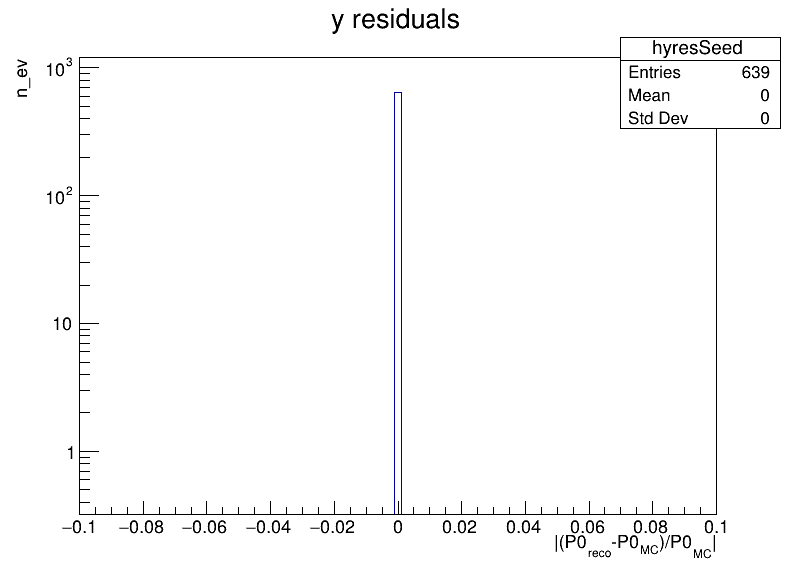 y residuals
hyresSeed
Entries 639
Mean 0
Std Dev 0
n_ev
10³
10²
10
1
−0.1 −0.08 −0.06 −0.04 −0.02 0 0.02 0.04 0.06 0.08 0.1
|(P0reco-P0MC)/P0MC|